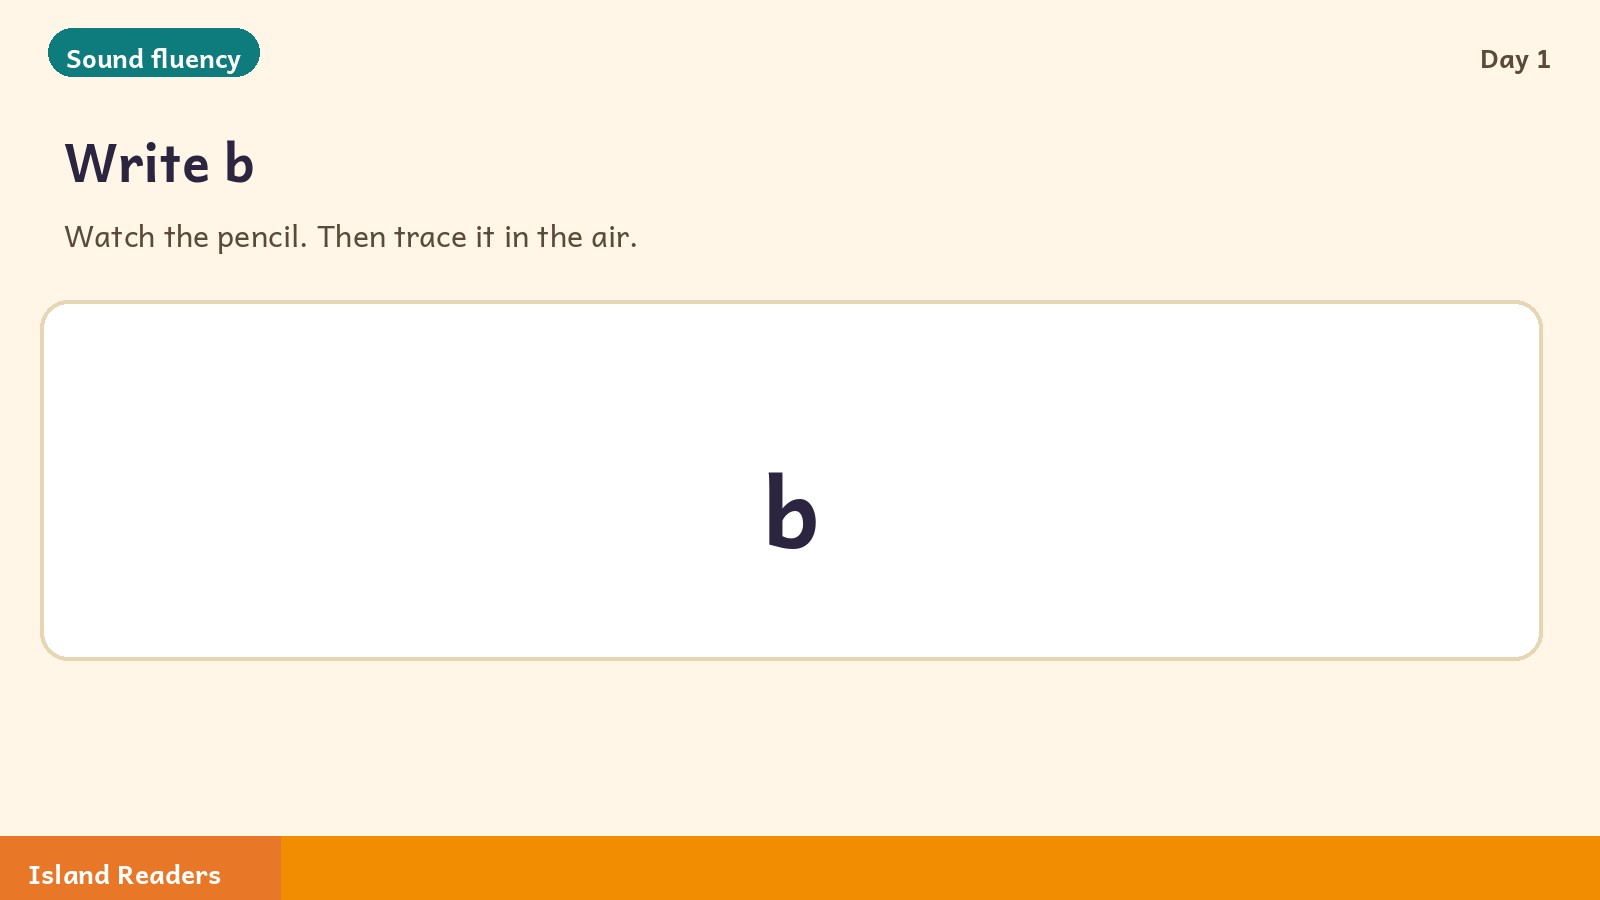 Sound fluency
Day 1
Write b
Watch the pencil. Then trace it in the air.
b
Island Readers